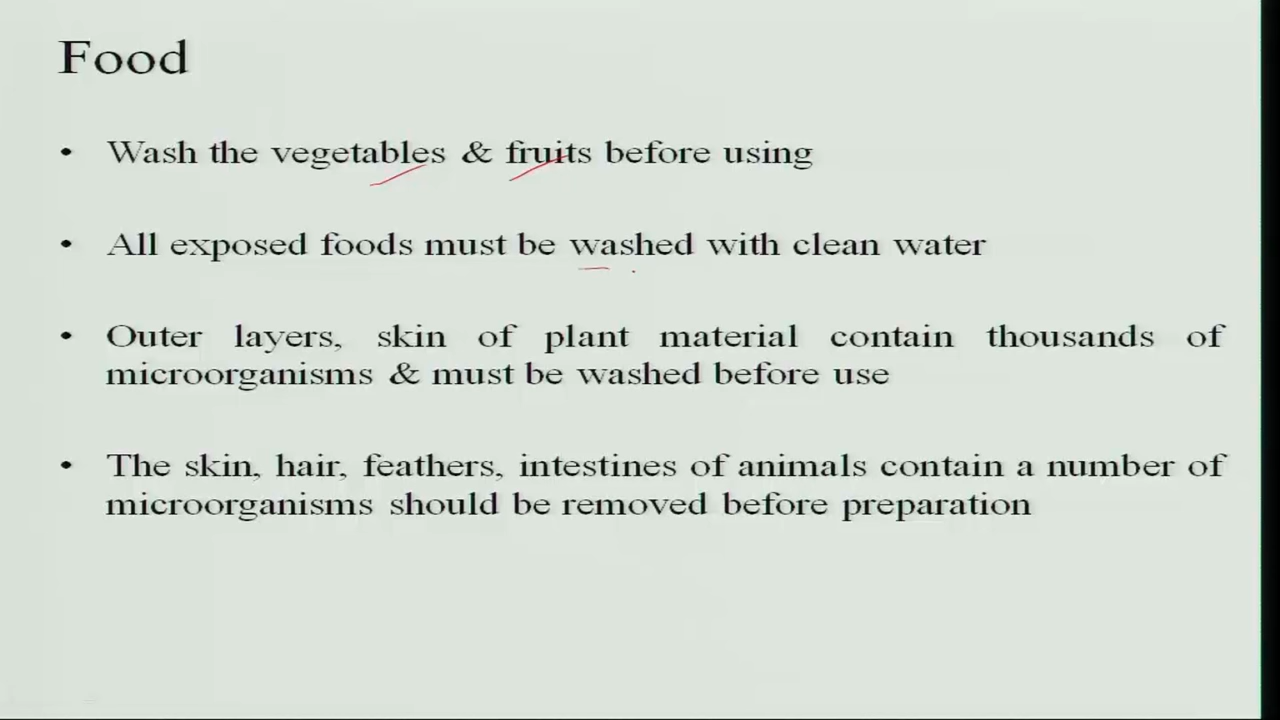 Food
• Wash the vegetables & fruits before using
• All exposed foods must be washed with clean water
• Outer layers, skin of plant material contain thousands of
microorganisms & must be washed before use
• The skin, hair, feathers, intestines of animals contain a number of
microorganisms should be removed before preparation